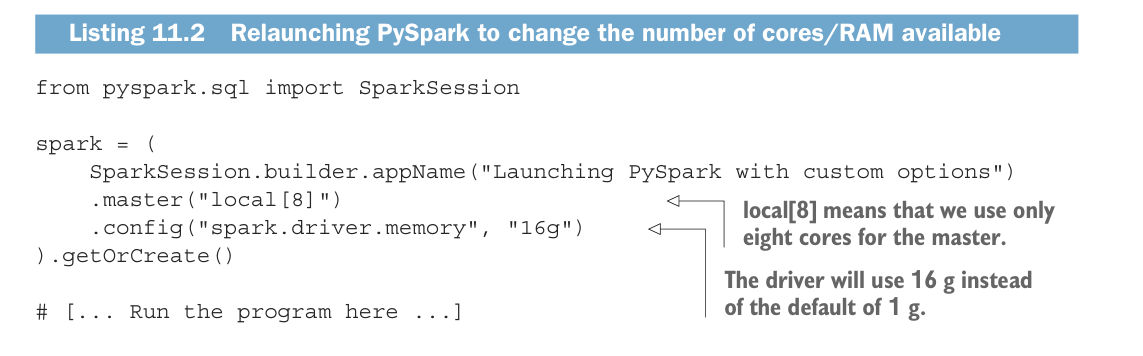 Listing 11.2 Relaunching PySpark to change the number of cores/RAM available
from pyspark.sql import SparkSession
spark = (
    SparkSession.builder.appName("Launching PySpark with custom options")
    .master("local[8]")
    .config("spark.driver.memory", "16g")
).getOrCreate()
# [... Run the program here ...]
local[8] means that we use only
eight cores for the master.
The driver will use 16 g instead
of the default of 1 g.